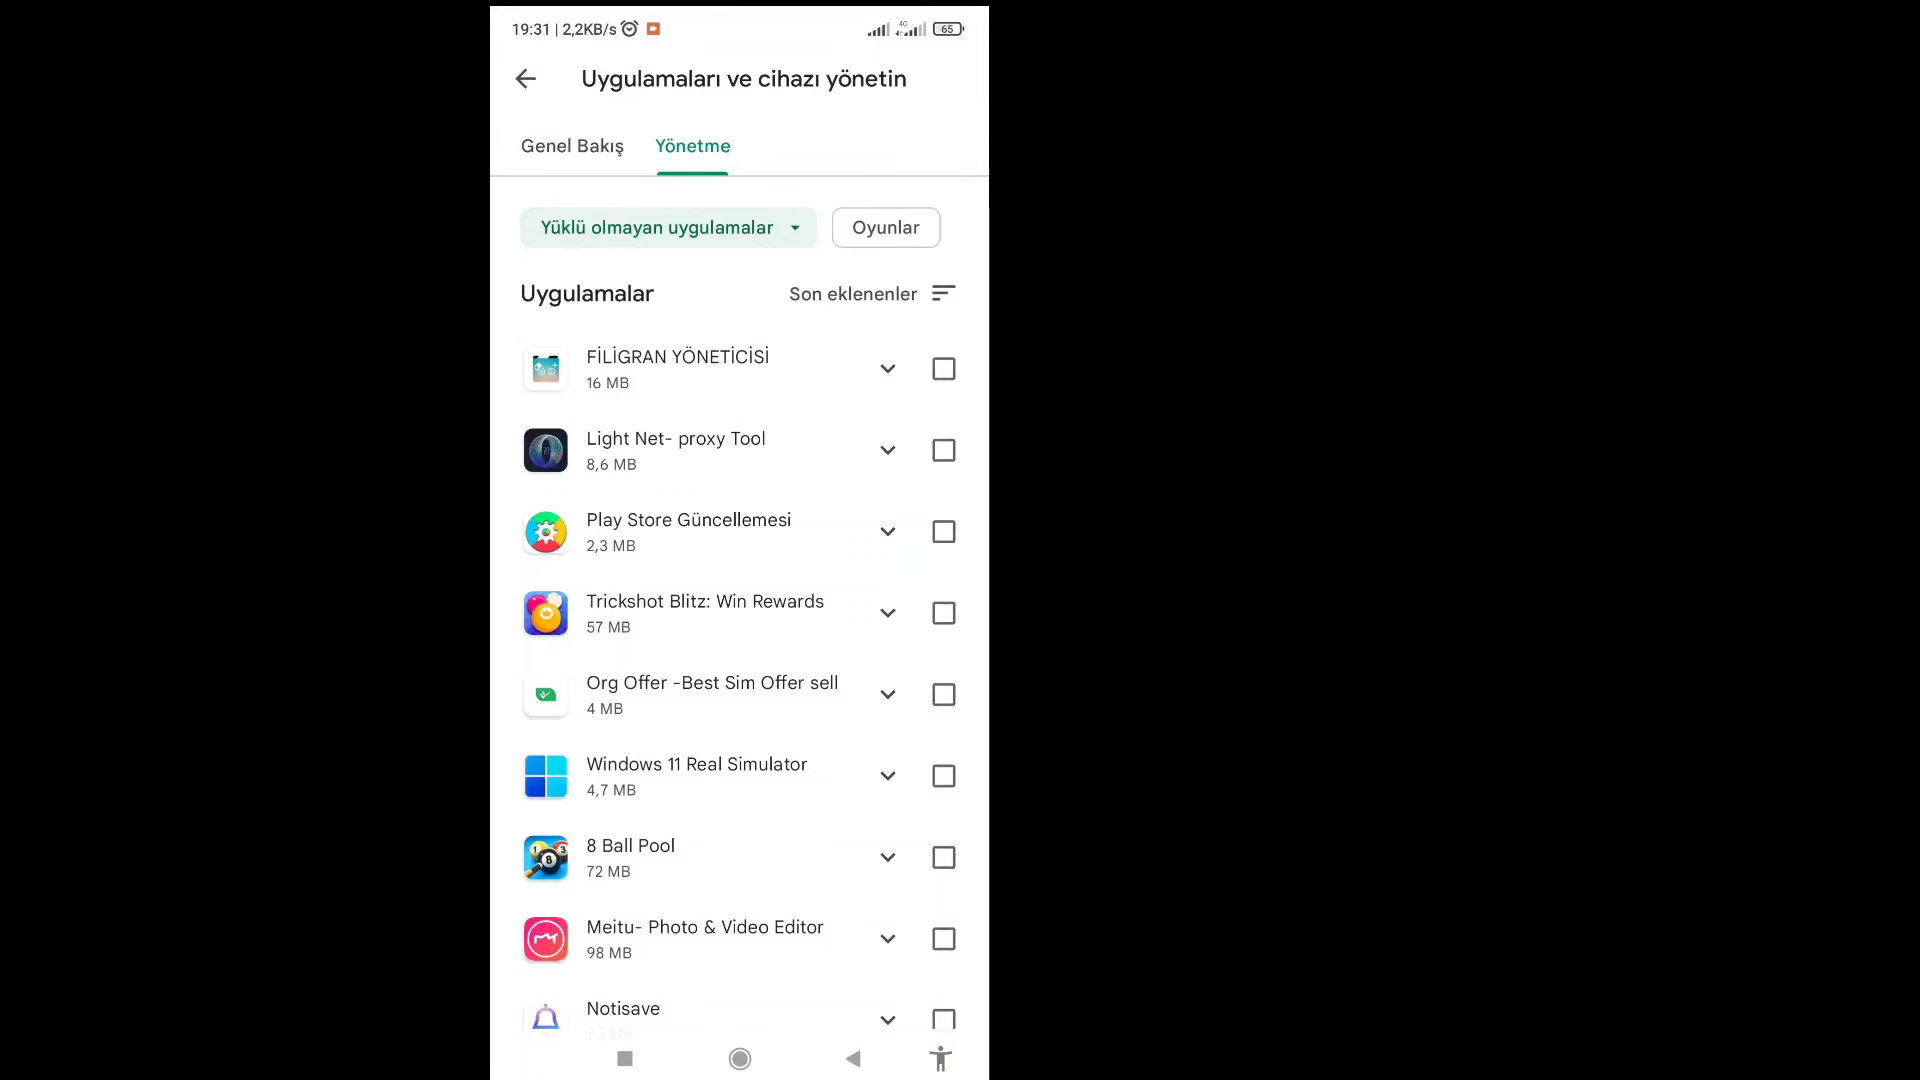 19:31 | 2,2KB/s
4G
65
Uygulamaları ve cihazı yönetin
Genel Bakış
Yönetme
Yüklü olmayan uygulamalar
Oyunlar
Uygulamalar
Son eklenenler
FİLİGRAN YÖNETİCİSİ
16 MB
Light Net- proxy Tool
8,6 MB
Play Store Güncellemesi
2,3 MB
Trickshot Blitz: Win Rewards
57 MB
Org Offer -Best Sim Offer sell
4 MB
Windows 11 Real Simulator
4,7 MB
8 Ball Pool
72 MB
Meitu- Photo & Video Editor
98 MB
Notisave